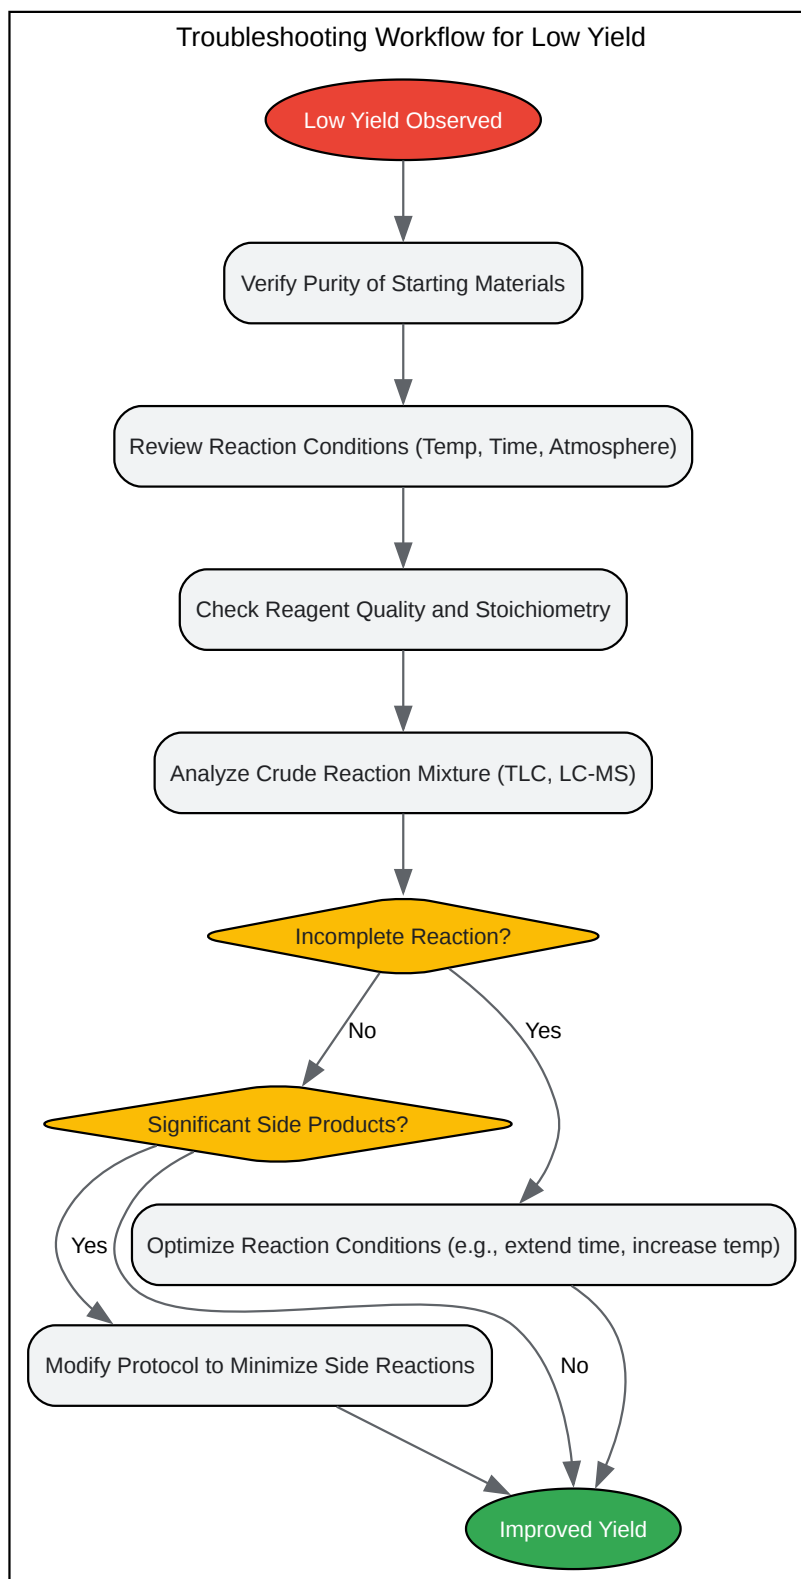 Troubleshooting Workflow for Low Yield
Low Yield Observed
Verify Purity of Starting Materials
Review Reaction Conditions (Temp, Time, Atmosphere)
Check Reagent Quality and Stoichiometry
Analyze Crude Reaction Mixture (TLC, LC-MS)
Incomplete Reaction?
No
Yes
Significant Side Products?
Yes
Optimize Reaction Conditions (e.g., extend time, increase temp)
Modify Protocol to Minimize Side Reactions
No
Improved Yield